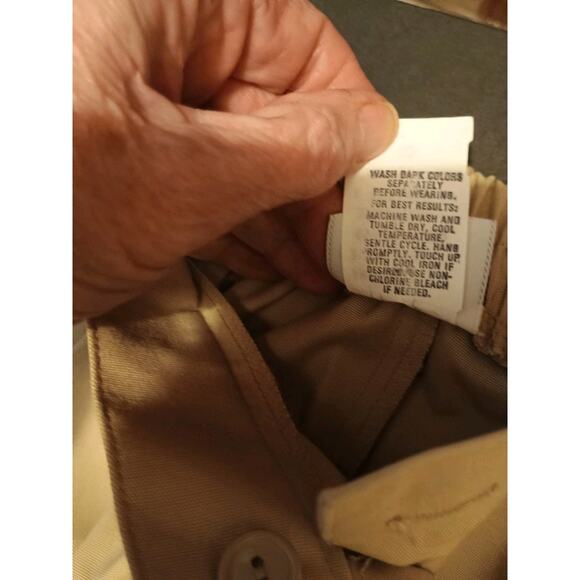 WASH DARK COLORS
SEPARATELY
BEFORE WEARING.
FOR BEST RESULTS:
MACHINE WASH AND
TUMBLE DRY, COOL
TEMPERATURE,
GENTLE CYCLE. HANG
PROMPTLY. TOUCH UP
WITH COOL IRON IF
DESIRED. USE NON-
CHLORINE BLEACH
IF NEEDED.